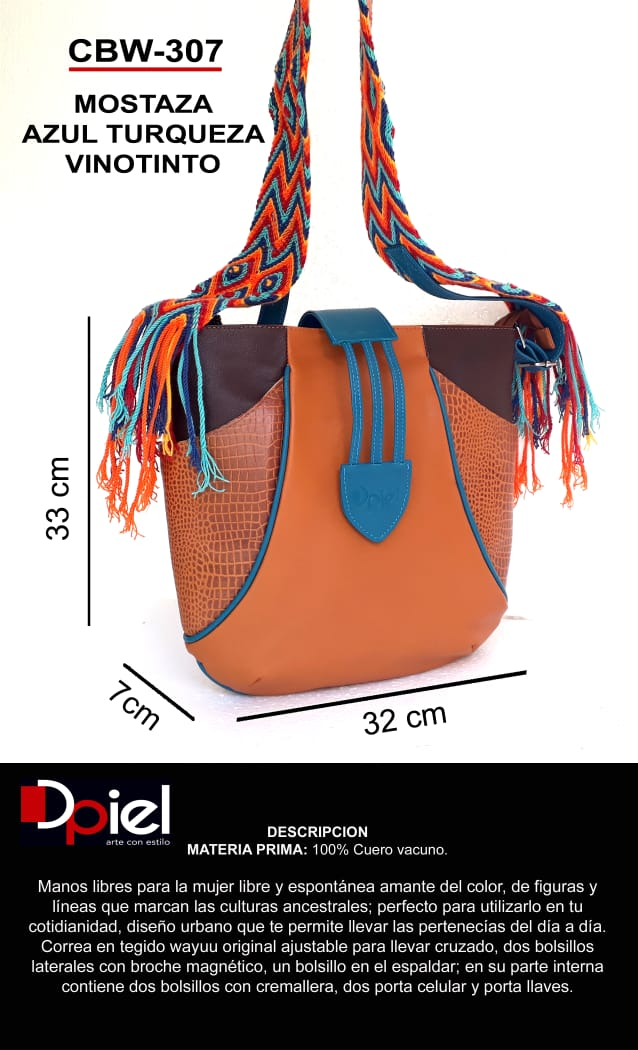 CBW-307
MOSTAZA
AZUL TURQUEZA
VINOTINTO
Dpiel
33 cm
7cm
32 cm
Dpiel
arte con estilo
DESCRIPCION
MATERIA PRIMA: 100% Cuero vacuno.
Manos libres para la mujer libre y espontánea amante del color, de figuras y
líneas que marcan las culturas ancestrales; perfecto para utilizarlo en tu
cotidianidad, diseño urbano que te permite llevar las pertenecías del día a día.
Correa en tegido wayuu original ajustable para llevar cruzado, dos bolsillos
laterales con broche magnético, un bolsillo en el espaldar; en su parte interna
contiene dos bolsillos con cremallera, dos porta celular y porta llaves.